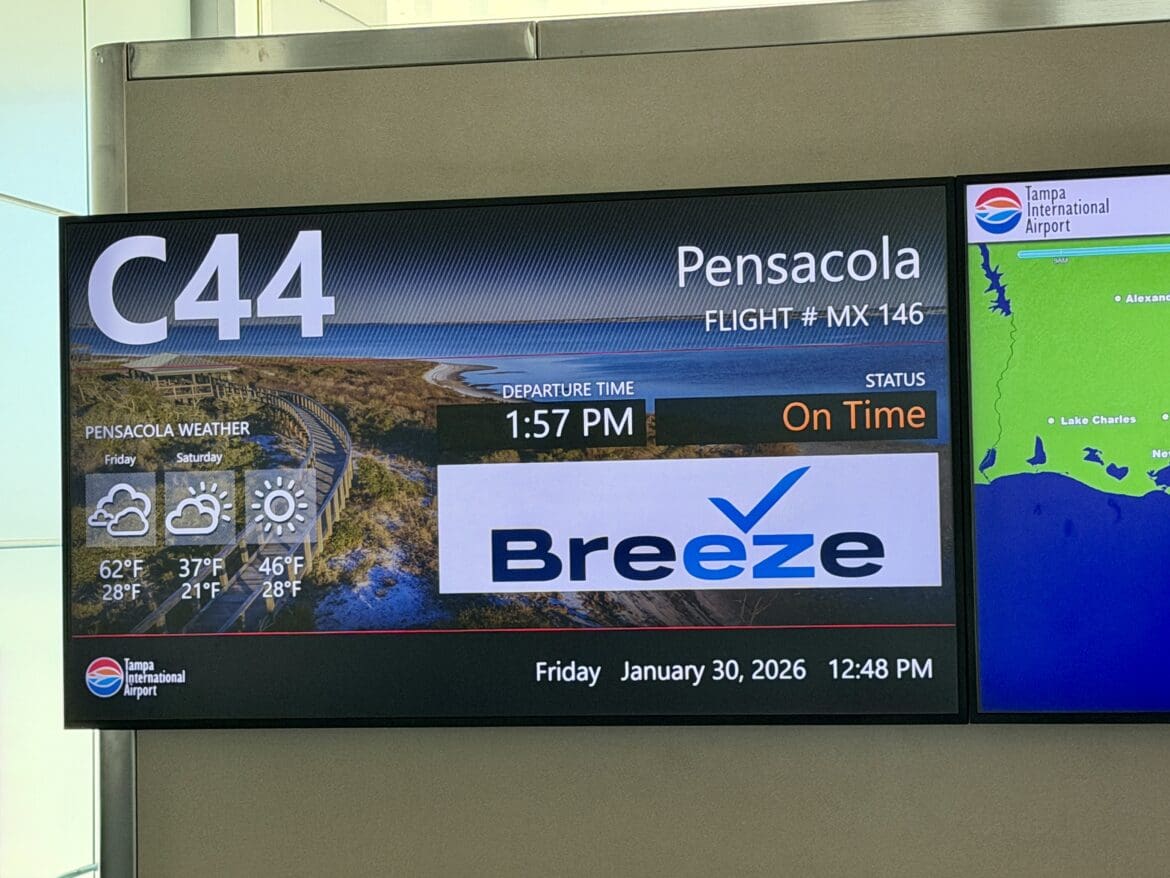 C44
Pensacola
FLIGHT # MX 146
DEPARTURE TIME
1:57 PM
STATUS
On Time
PENSACOLA WEATHER
Friday
Saturday
62°F
37°F
46°F
28°F
21°F
28°F
Breeze
Tampa
International
Airport
Friday January 30, 2026 12:48 PM
Tampa
International
Airport
9AM
Alexand
Lake Charles
Ne